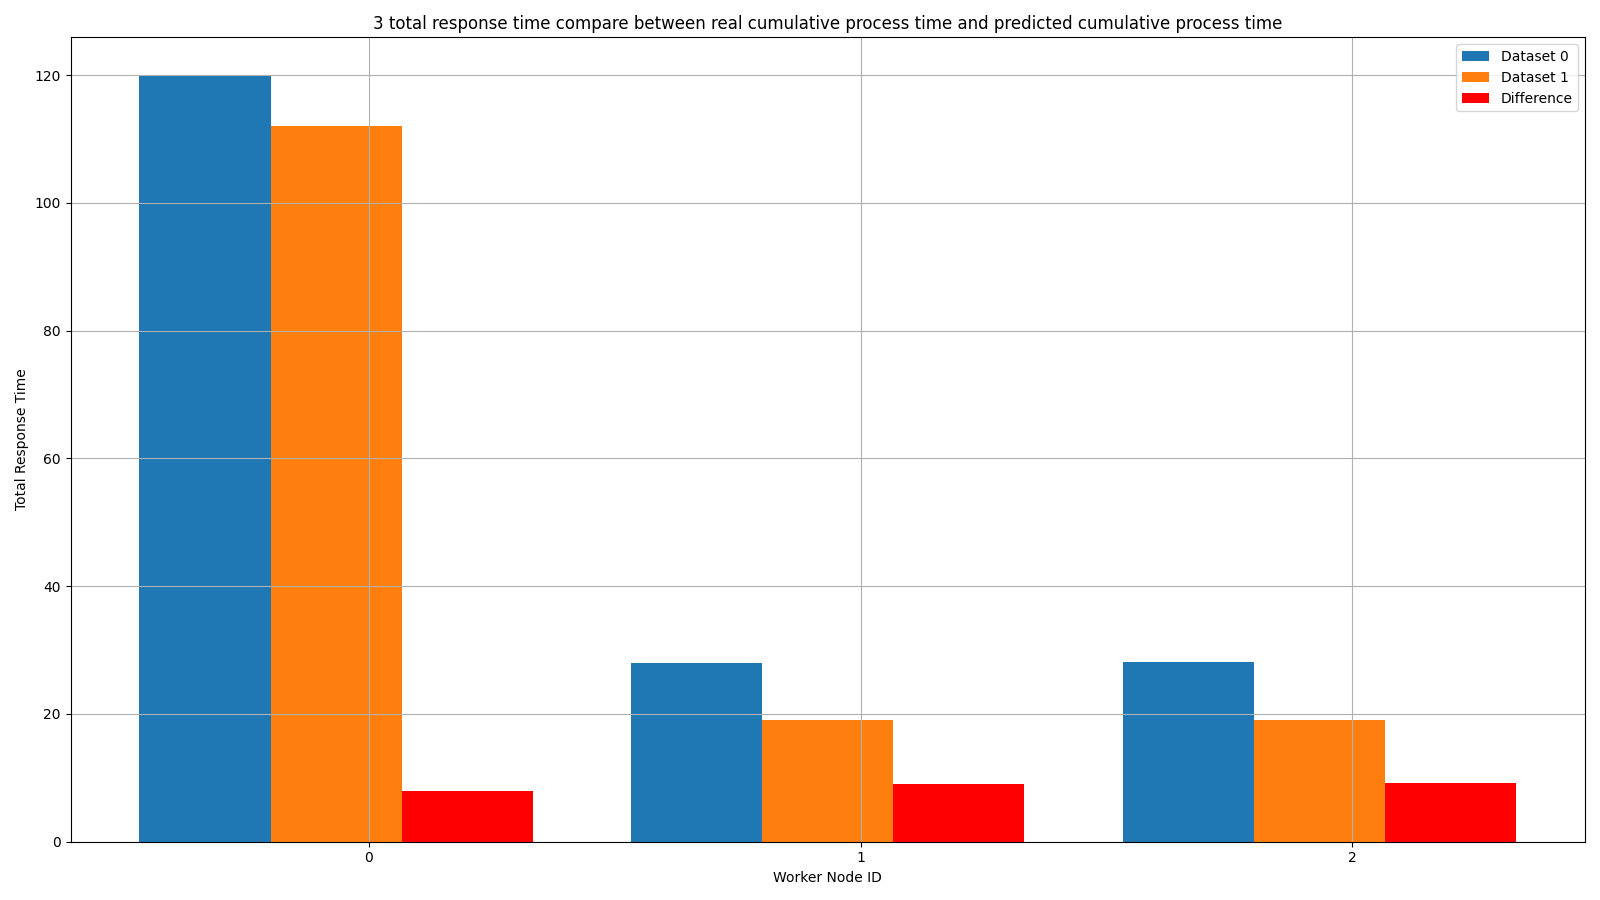 3 total response time compare between real cumulative process time and predicted cumulative process time
Dataset 0
Dataset 1
Difference
120
100
80
60
40
20
0
Total Response Time
0
1
2
Worker Node ID